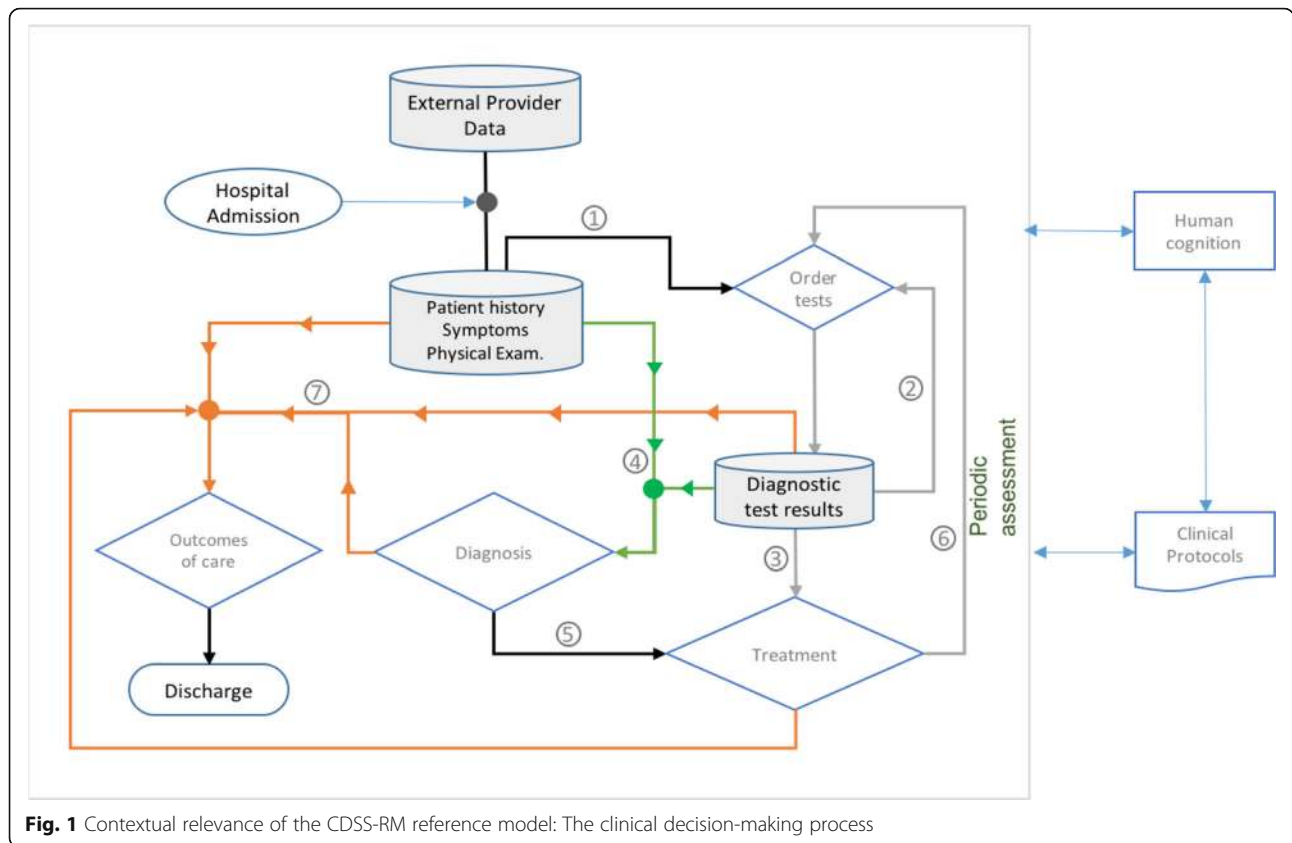 External Provider
Data
Hospital
Admission
①
Patient history
Symptoms
Physical Exam.
Order
tests
Human
cognition
②
⑦
④
Diagnostic
test results
⑥
Periodic
assessment
Outcomes
of care
Diagnosis
③
Clinical
Protocols
⑤
Treatment
Discharge
Fig. 1 Contextual relevance of the CDSS-RM reference model: The clinical decision-making process